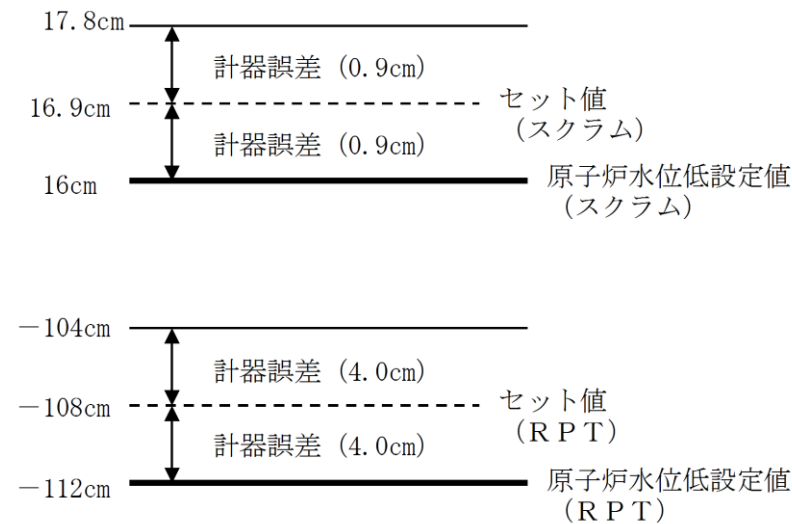 17.8cm
計器誤差 (0.9cm)
16.9cm
セット値
(スクラム)
計器誤差 (0.9cm)
16cm
原子炉水位低設定値
(スクラム)
－104cm
計器誤差 (4.0cm)
－108cm
セット値
(ＲＰＴ)
計器誤差 (4.0cm)
－112cm
原子炉水位低設定値
(ＲＰＴ)